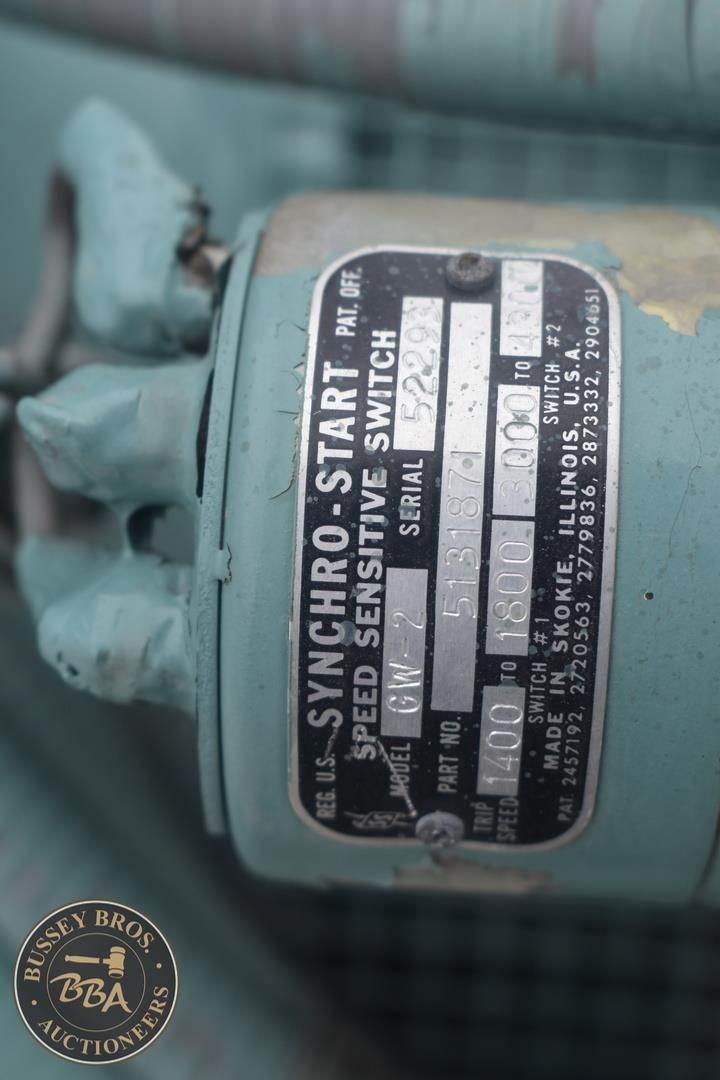 REG. U.S. SYNCHRO-START PAT. OFF.
SPEED SENSITIVE SWITCH
MODEL GW-2 SERIAL 52293
PART NO. 5131871
TRIP SPEED 1400 TO 1800 3000 TO
SWITCH #1 SWITCH #2
MADE IN SKOKIE, ILLINOIS, U.S.A.
PAT. 2457192, 2720563, 2779836, 2873332, 2904651
BUSSEY BROS.
BBA
AUCTIONEERS